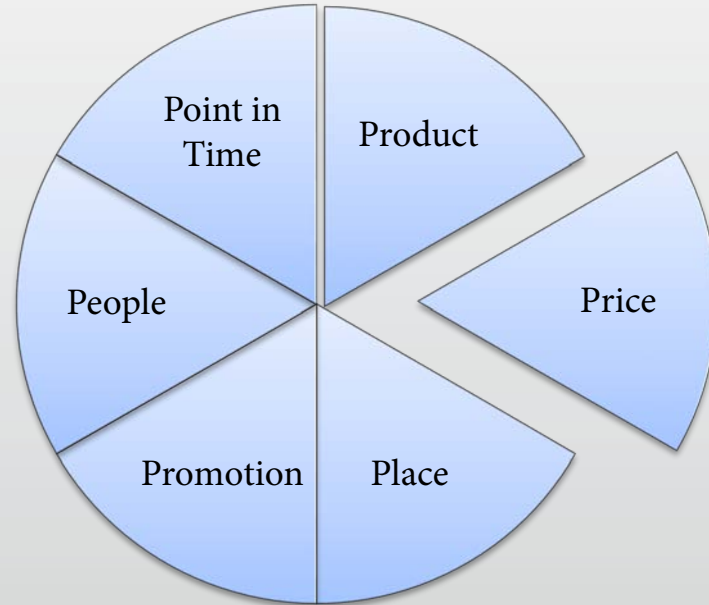 Point in
Time
Product
Price
People
Promotion
Place